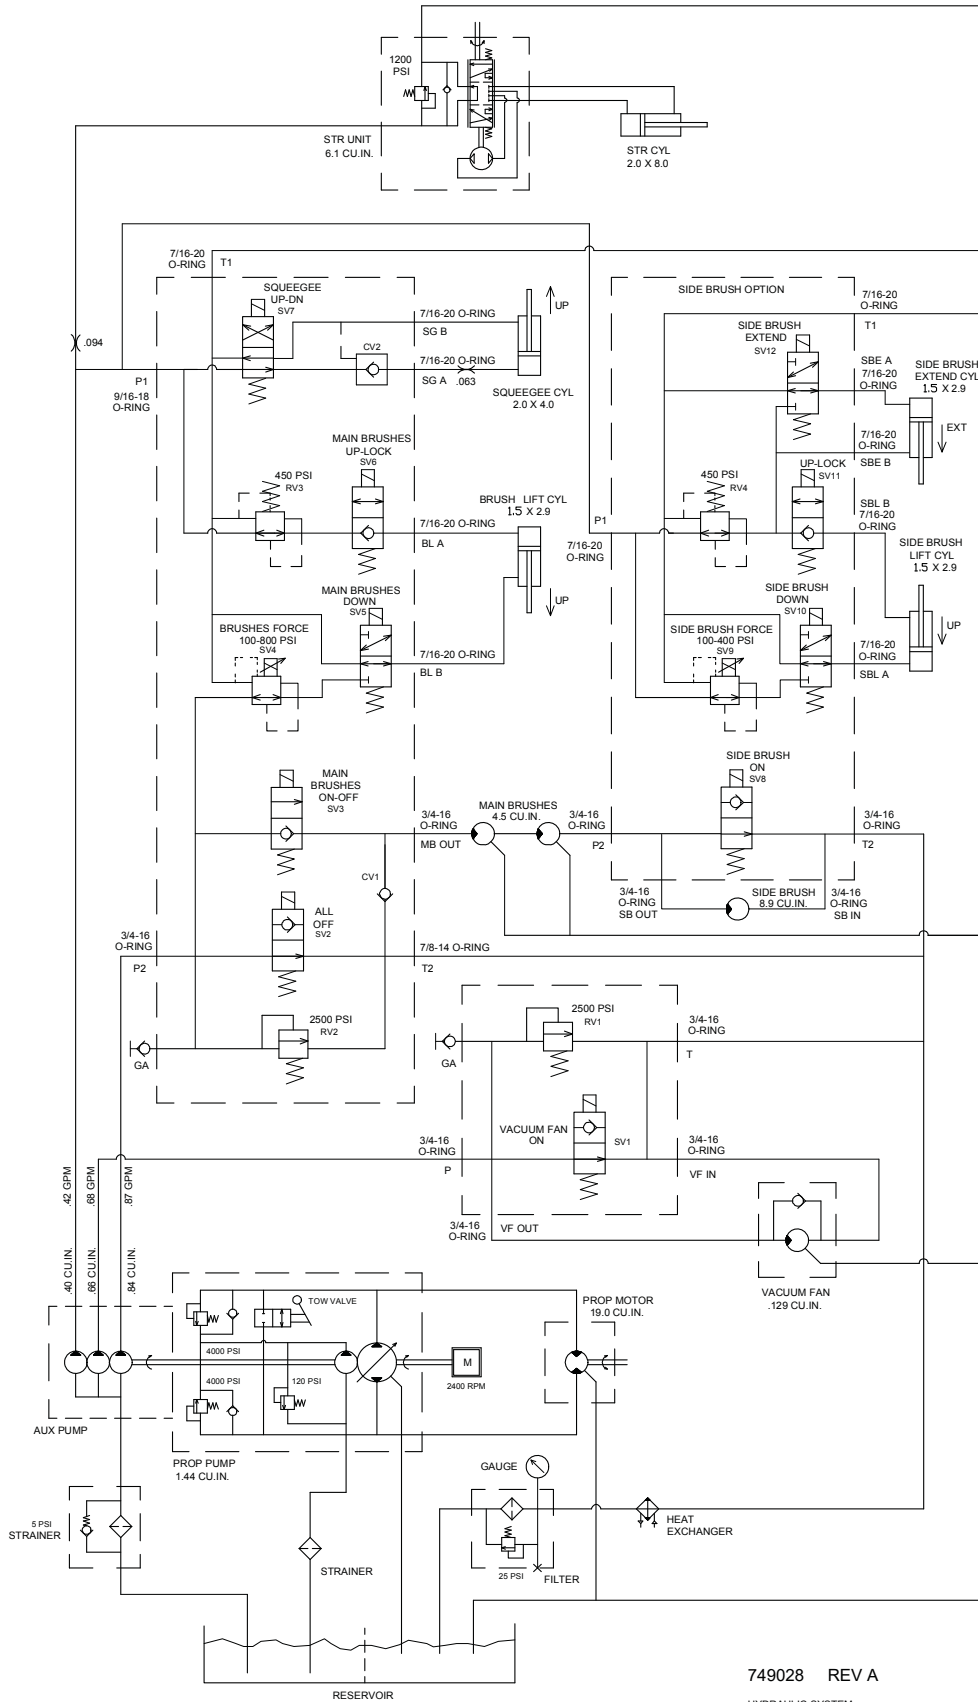 1200
PSI
STR UNIT
6.1 CU.IN.
STR CYL
2.0 X 8.0
7/16-20
O-RING
T1
SQUEEGEE
UP-DN
SV7
7/16-20 O-RING
SG B
UP
.094
CV2
7/16-20 O-RING
SG A
.063
P1
9/16-18
O-RING
SQUEEGEE CYL
2.0 X 4.0
SIDE BRUSH OPTION
7/16-20
O-RING
T1
SIDE BRUSH
EXTEND
SV12
SBE A
7/16-20
O-RING
SIDE BRUSH
EXTEND CYL
1.5 X 2.9
EXT
7/16-20
O-RING
SBE B
MAIN BRUSHES
UP-LOCK
SV6
450 PSI
RV3
BRUSH LIFT CYL
1.5 X 2.9
7/16-20 O-RING
BL A
UP
450 PSI
RV4
UP-LOCK
SV11
SBL B
7/16-20
O-RING
P1
7/16-20
O-RING
SIDE BRUSH
LIFT CYL
1.5 X 2.9
UP
MAIN BRUSHES
DOWN
SV5
BRUSHES FORCE
100-800 PSI
SV4
7/16-20 O-RING
BL B
SIDE BRUSH
DOWN
SV10
SIDE BRUSH FORCE
100-400 PSI
SV9
7/16-20
O-RING
SBL A
MAIN
BRUSHES
ON-OFF
SV3
3/4-16
O-RING
MB OUT
MAIN BRUSHES
4.5 CU.IN.
3/4-16
O-RING
P2
SIDE BRUSH
ON
SV8
3/4-16
O-RING
T2
CV1
3/4-16
O-RING
SB OUT
SIDE BRUSH
8.9 CU.IN.
3/4-16
O-RING
SB IN
ALL
OFF
SV2
3/4-16
O-RING
P2
7/8-14 O-RING
T2
2500 PSI
RV2
GA
2500 PSI
RV1
GA
3/4-16
O-RING
T
VACUUM FAN
ON
SV1
3/4-16
O-RING
P
3/4-16
O-RING
VF IN
3/4-16
O-RING
VF OUT
.42 GPM
.68 GPM
.87 GPM
.40 CU.IN.
.66 CU.IN.
.84 CU.IN.
VACUUM FAN
.129 CU.IN.
TOW VALVE
PROP MOTOR
19.0 CU.IN.
4000 PSI
4000 PSI
120 PSI
M
2400 RPM
AUX PUMP
PROP PUMP
1.44 CU.IN.
GAUGE
5 PSI
STRAINER
STRAINER
25 PSI
FILTER
HEAT
EXCHANGER
RESERVOIR
749028 REV A
HYDRAULIC SYSTEM